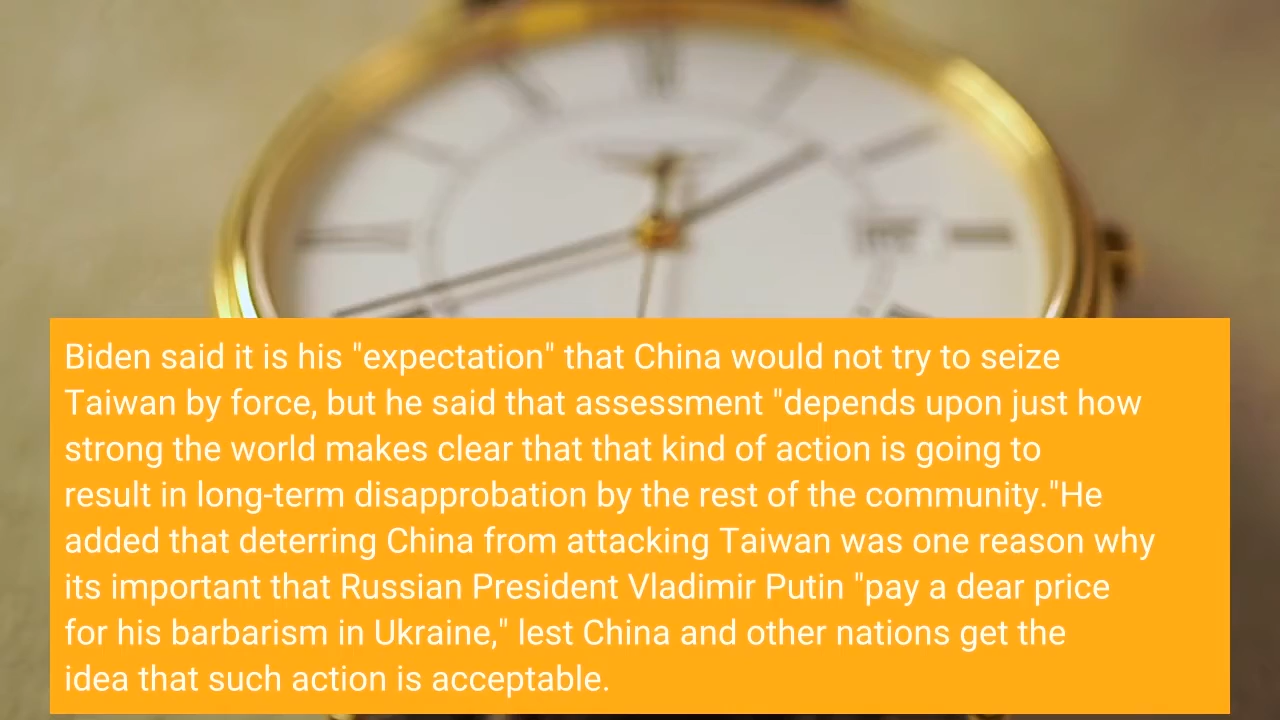 Biden said it is his "expectation" that China would not try to seize
Taiwan by force, but he said that assessment "depends upon just how
strong the world makes clear that that kind of action is going to
result in long-term disapprobation by the rest of the community."He
added that deterring China from attacking Taiwan was one reason why
its important that Russian President Vladimir Putin "pay a dear price
for his barbarism in Ukraine," lest China and other nations get the
idea that such action is acceptable.